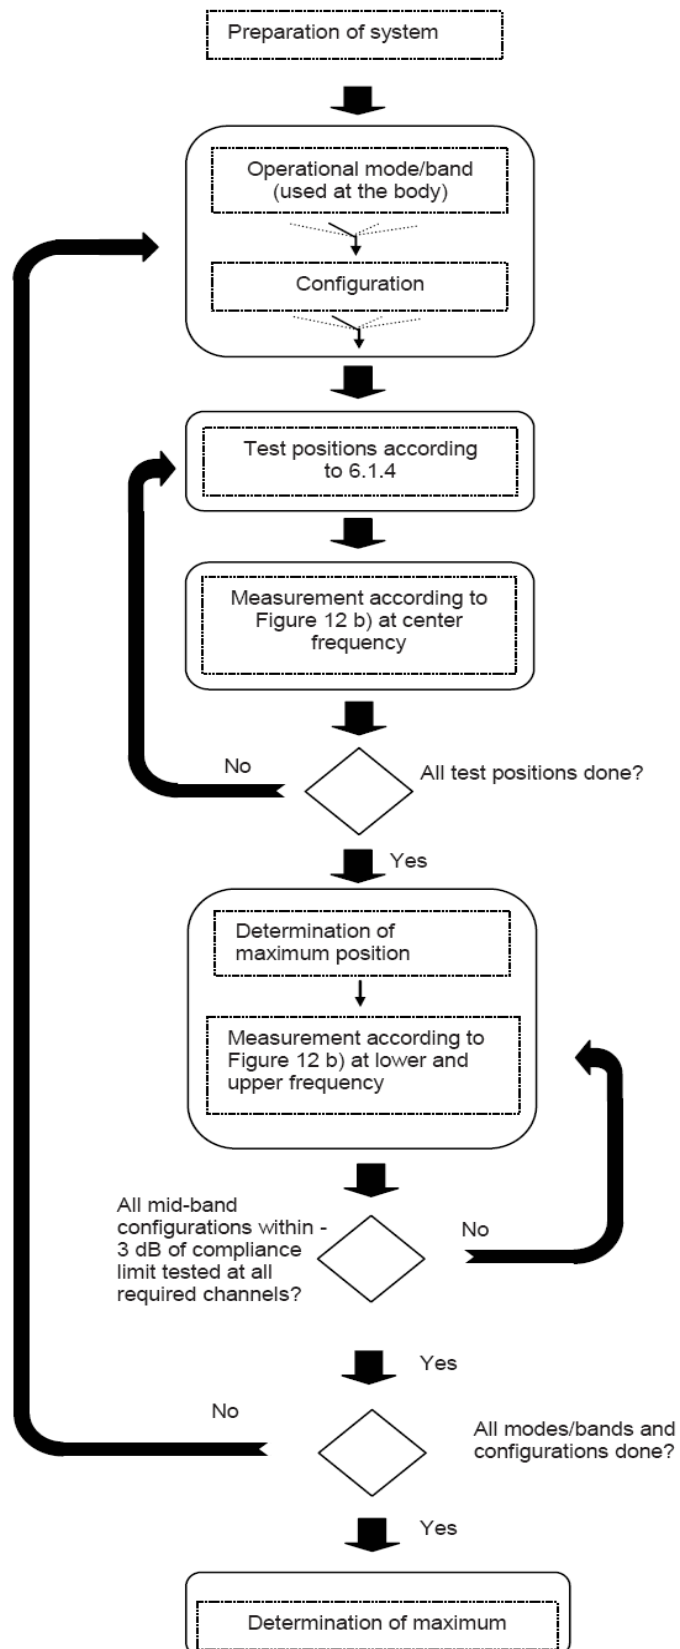 Preparation of system
Operational mode/band
(used at the body)
Configuration
Test positions according
to 6.1.4
Measurement according to
Figure 12 b) at center
frequency
No
All test positions done?
Yes
Determination of
maximum position
Measurement according to
Figure 12 b) at lower and
upper frequency
All mid-band
configurations within -
3 dB of compliance
limit tested at all
required channels?
No
Yes
No
All modes/bands and
configurations done?
Yes
Determination of maximum